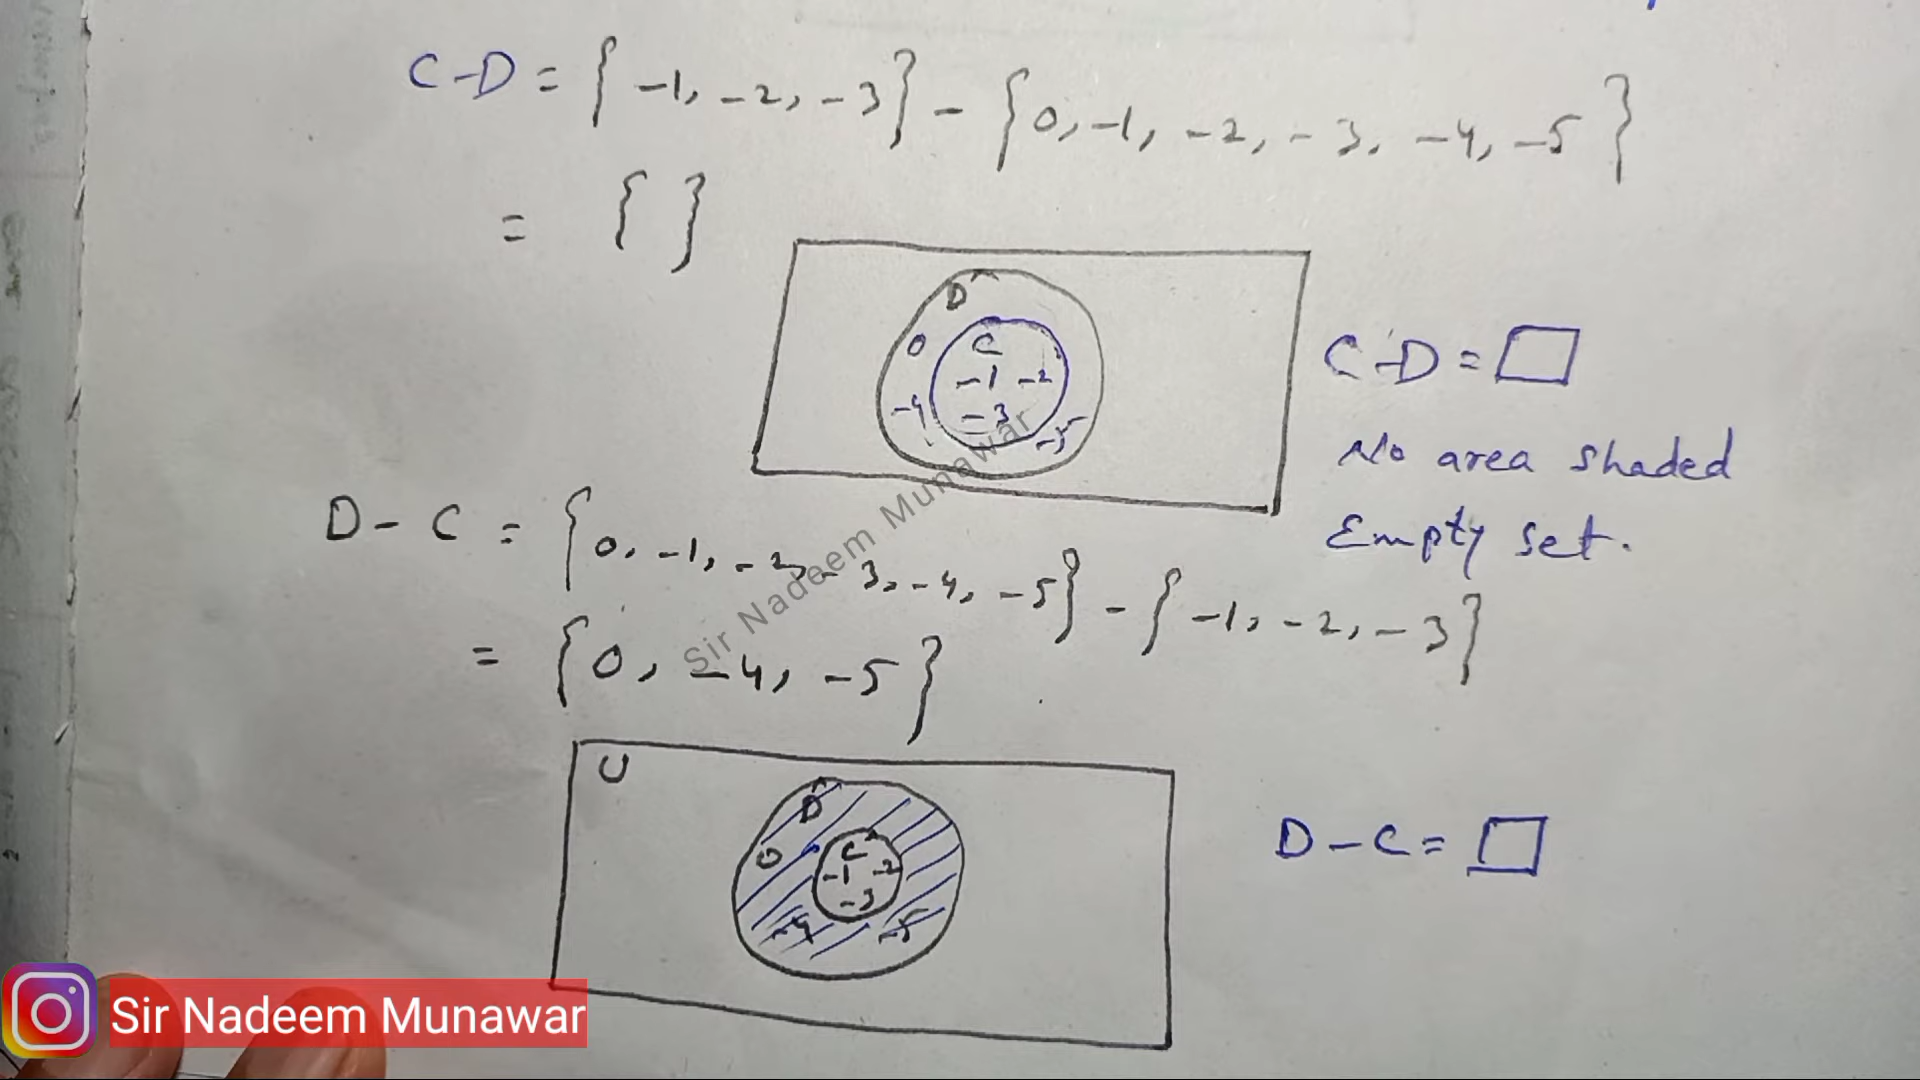 C - D = { -1, -2, -3 } - { 0, -1, -2, -3, -4, -5 }
= { }
D
0 C
-1 -2
-4 -3 -5
C - D = □
No area shaded
Empty set.
D - C = { 0, -1, -2, -3, -4, -5 } - { -1, -2, -3 }
= { 0, -4, -5 }
Sir Nadeem Munawar
U
D
0 C
-1 -2
-3
-4 -5
D - C = □
Sir Nadeem Munawar